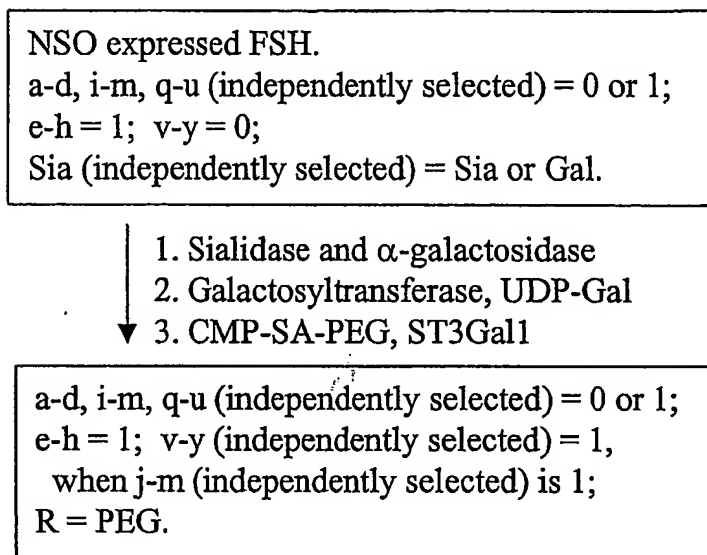 NSO expressed FSH.
a-d, i-m, q-u (independently selected) = 0 or 1;
e-h = 1; v-y = 0;
Sia (independently selected) = Sia or Gal.
1. Sialidase and α-galactosidase
2. Galactosyltransferase, UDP-Gal
3. CMP-SA-PEG, ST3Gal1
a-d, i-m, q-u (independently selected) = 0 or 1;
e-h = 1; v-y (independently selected) = 1,
when j-m (independently selected) is 1;
R = PEG.